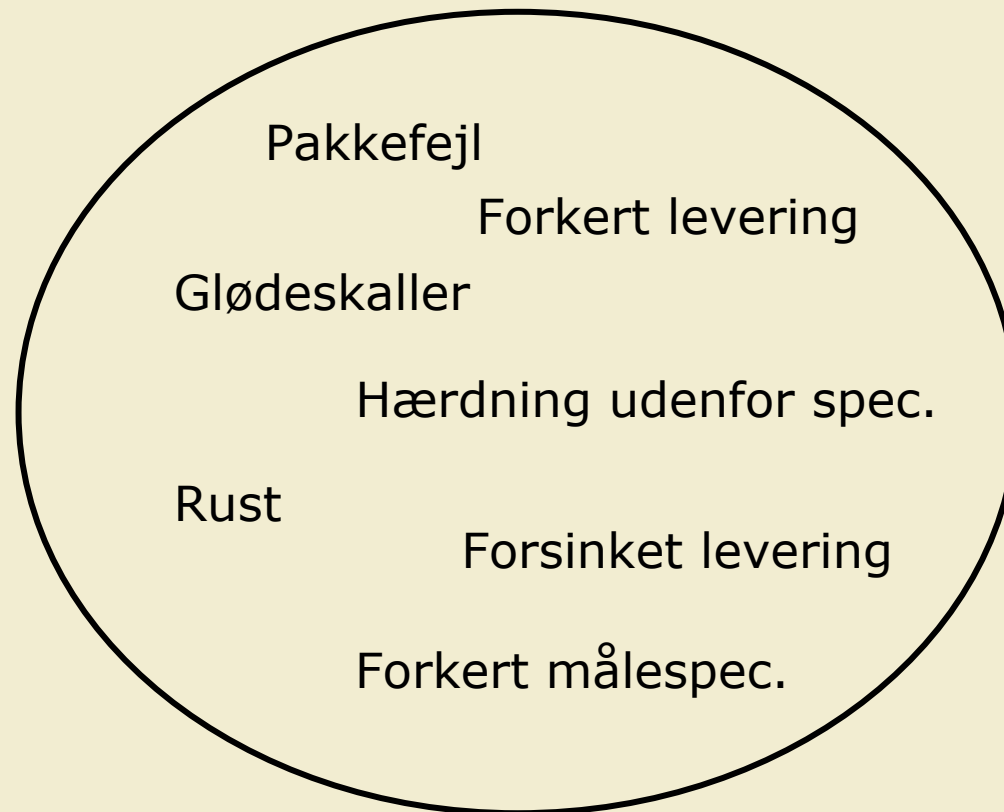 Pakkefejl
Forkert levering
Glødeskaller
Hærdning udenfor spec.
Rust
Forsinket levering
Forkert målespec.